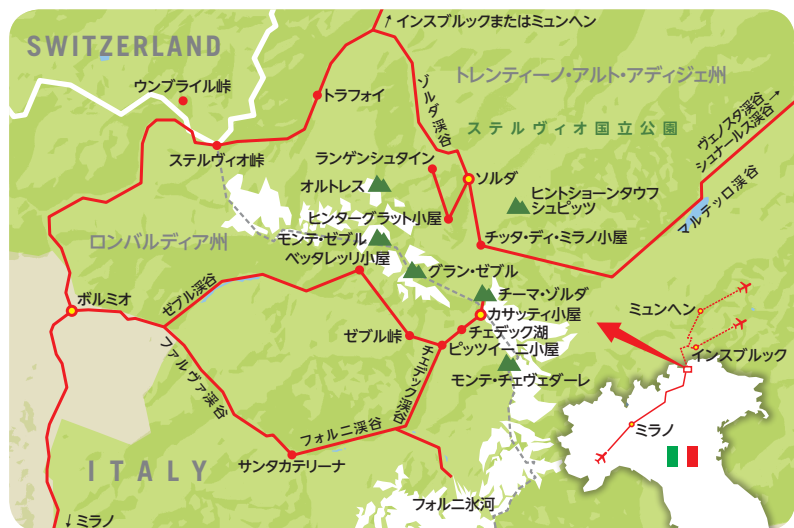 ↑インスブルックまたはミュンヘン
SWITZERLAND
トレンティーノ・アルト・アディジェ州
ウンブライル峠
トラフォイ
ゾルダ渓谷
ヴェノスタ渓谷→
シュナールス渓谷
ステルヴィオ国立公園
ステルヴィオ峠
ランゲンシュタイン
ゾルダ
オルトレス
ヒントショーンタウフ
シュピッツ
マルテッロ渓谷
ヒンターグラット小屋
ロンバルディア州
モンテ・ゼブル
チッタ・ディ・ミラノ小屋
ベッタレッリ小屋
グラン・ゼブル
ゼブル渓谷
チーマ・ゾルダ
ボルミオ
カサッティ小屋
ミュンヘン
チェデック湖
ゼブル峠
ピッツイーニ小屋
インスブルック
ファルヴァ渓谷
チェデック渓谷
モンテ・チェヴェダーレ
フォルニ渓谷
ミラノ
サンタカテリーナ
ITALY
フォルニ氷河
↓ミラノ